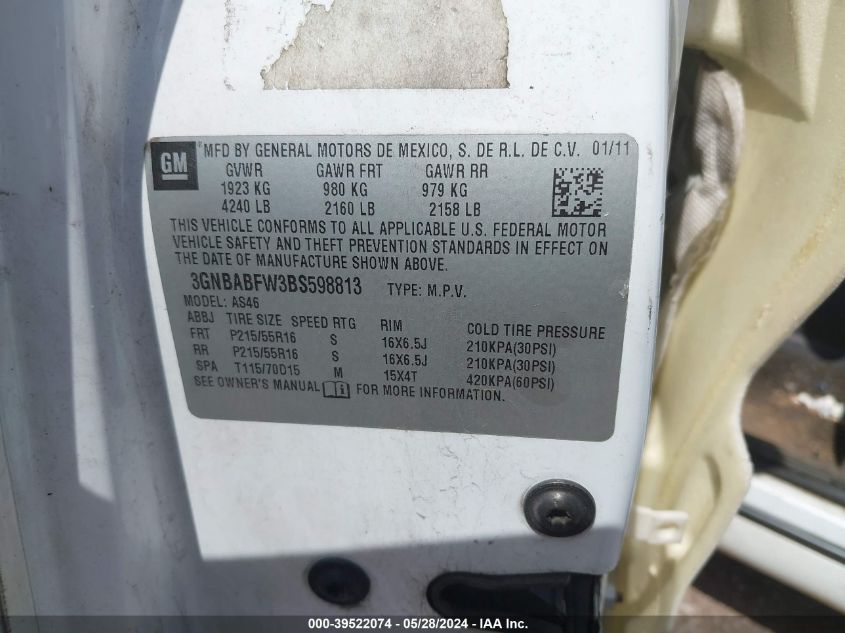 GM
MFD BY GENERAL MOTORS DE MEXICO, S. DE R.L. DE C.V. 01/11
GVWR GAWR FRT GAWR RR
1923 KG 980 KG 979 KG
4240 LB 2160 LB 2158 LB
THIS VEHICLE CONFORMS TO ALL APPLICABLE U.S. FEDERAL MOTOR
VEHICLE SAFETY AND THEFT PREVENTION STANDARDS IN EFFECT ON
THE DATE OF MANUFACTURE SHOWN ABOVE.
3GNBABFW3BS598813 TYPE: M.P.V.
MODEL: AS46
ABBJ TIRE SIZE SPEED RTG RIM COLD TIRE PRESSURE
FRT P215/55R16 S 16X6.5J 210KPA(30PSI)
RR P215/55R16 S 16X6.5J 210KPA(30PSI)
SPA T115/70D15 M 15X4T 420KPA(60PSI)
SEE OWNER'S MANUAL FOR MORE INFORMATION.
000-39522074 / 05/28/2024 - IAA Inc.